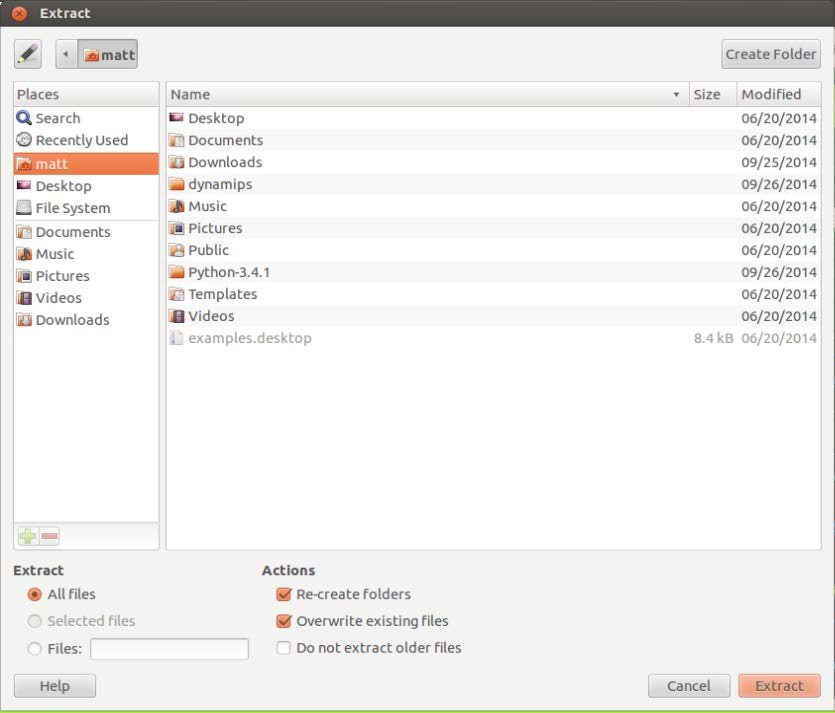 Extract
matt
Create Folder
Places
Search
Recently Used
matt
Desktop
File System
Documents
Music
Pictures
Videos
Downloads
Name Size Modified
Desktop 06/20/2014
Documents 06/20/2014
Downloads 09/25/2014
dynamips 09/26/2014
Music 06/20/2014
Pictures 06/20/2014
Public 06/20/2014
Python-3.4.1 09/26/2014
Templates 06/20/2014
Videos 06/20/2014
examples.desktop 8.4 kB 06/20/2014
Extract
All files
Selected files
Files:
Actions
Re-create folders
Overwrite existing files
Do not extract older files
Help
Cancel
Extract